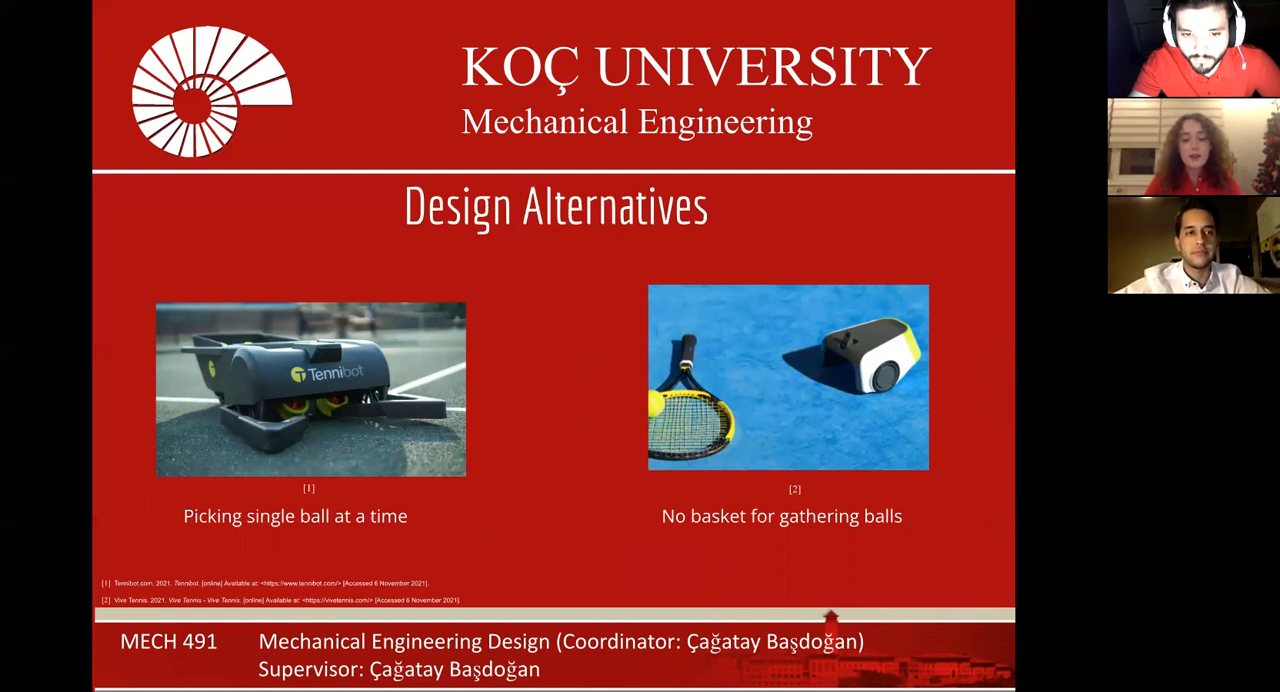 KOÇ UNIVERSITY
Mechanical Engineering
Design Alternatives
Tennibot
[1]
[2]
Picking single ball at a time
No basket for gathering balls
[1] Tennibot.com. 2021. Tennibot. [online] Available at: <https://www.tennibot.com/> [Accessed 6 November 2021].
[2] Vive Tennis. 2021. Vive Tennis - Vive Tennis. [online] Available at: <https://vivetennis.com/> [Accessed 6 November 2021].
MECH 491
Mechanical Engineering Design (Coordinator: Çağatay Başdoğan)
Supervisor: Çağatay Başdoğan